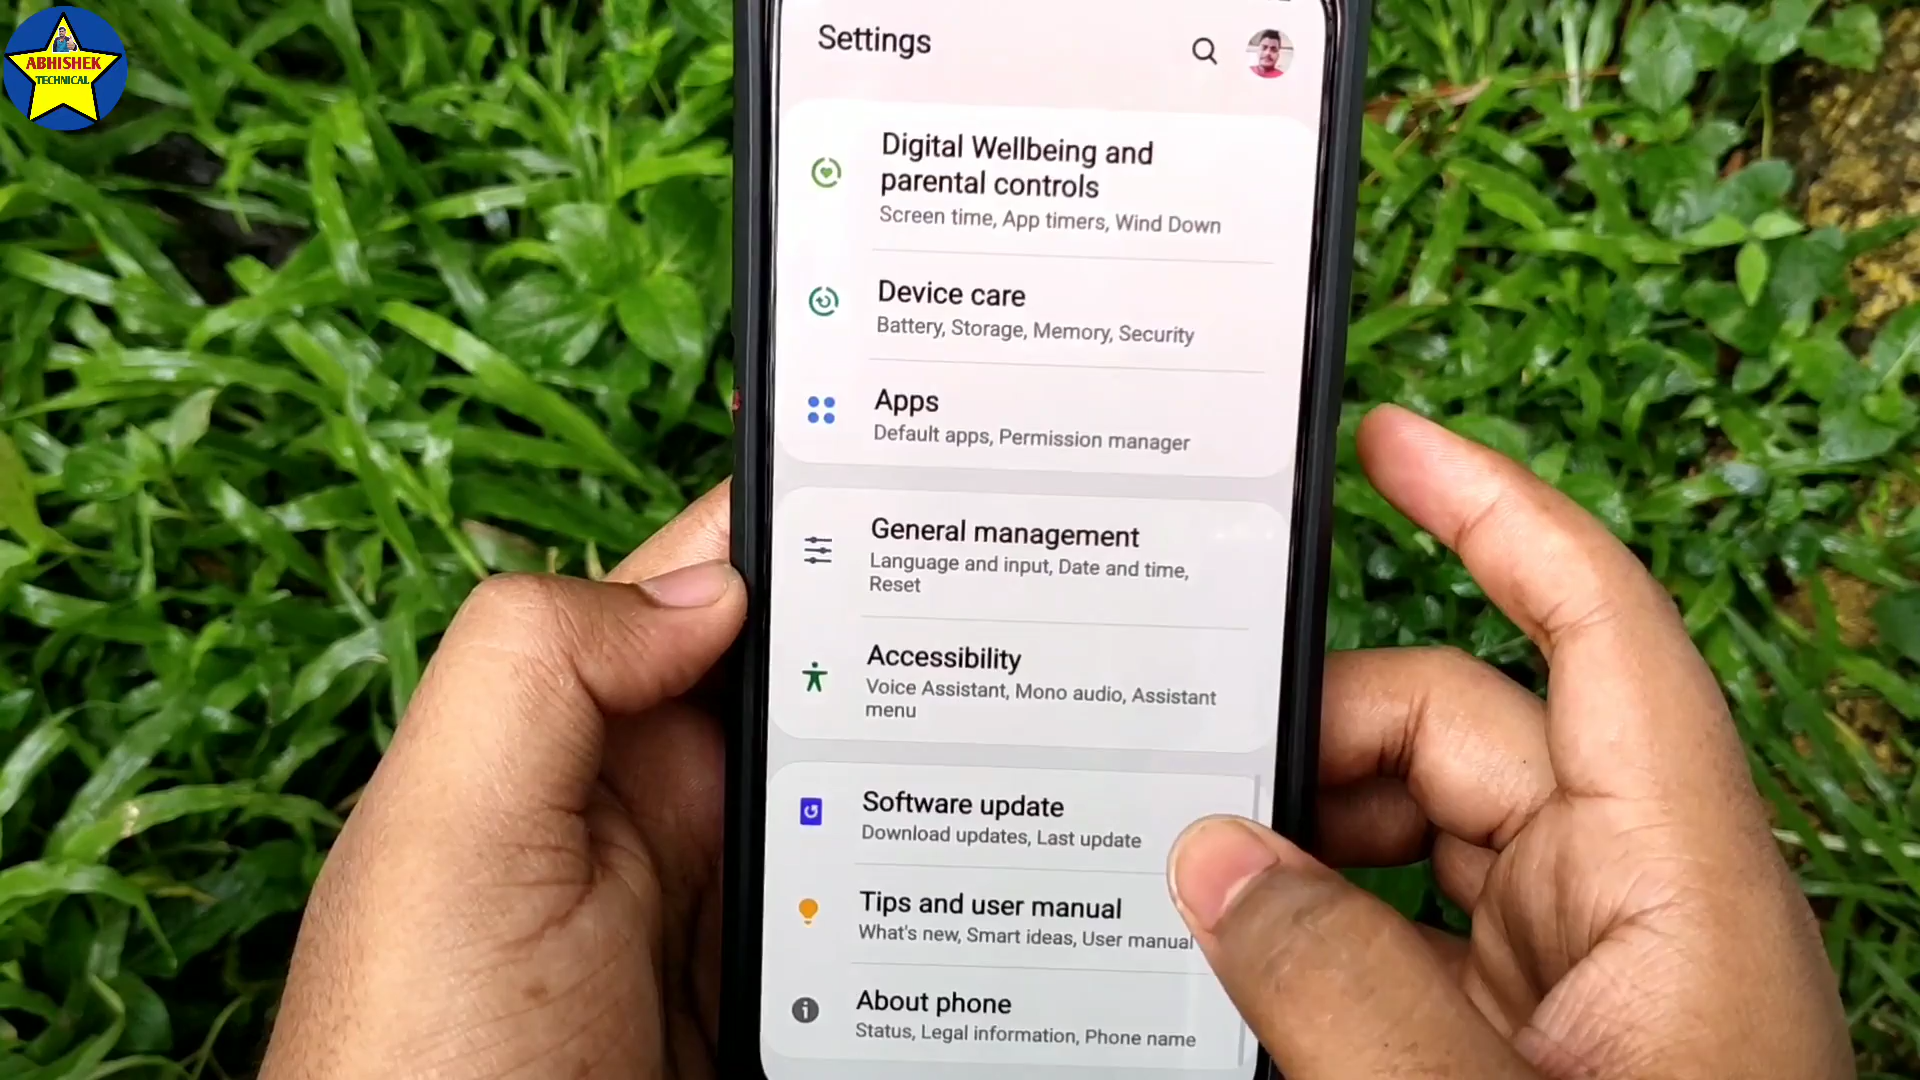 ABHISHEK
TECHNICAL
Settings
Digital Wellbeing and
parental controls
Screen time, App timers, Wind Down
Device care
Battery, Storage, Memory, Security
Apps
Default apps, Permission manager
General management
Language and input, Date and time,
Reset
Accessibility
Voice Assistant, Mono audio, Assistant
menu
Software update
Download updates, Last update
Tips and user manual
What's new, Smart ideas, User manual
About phone
Status, Legal information, Phone name